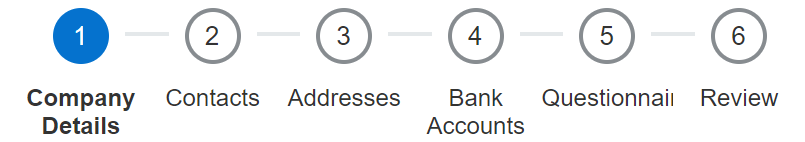 1 2 3 4 5 6
Company Contacts Addresses Bank Questionnai Review
Details Accounts